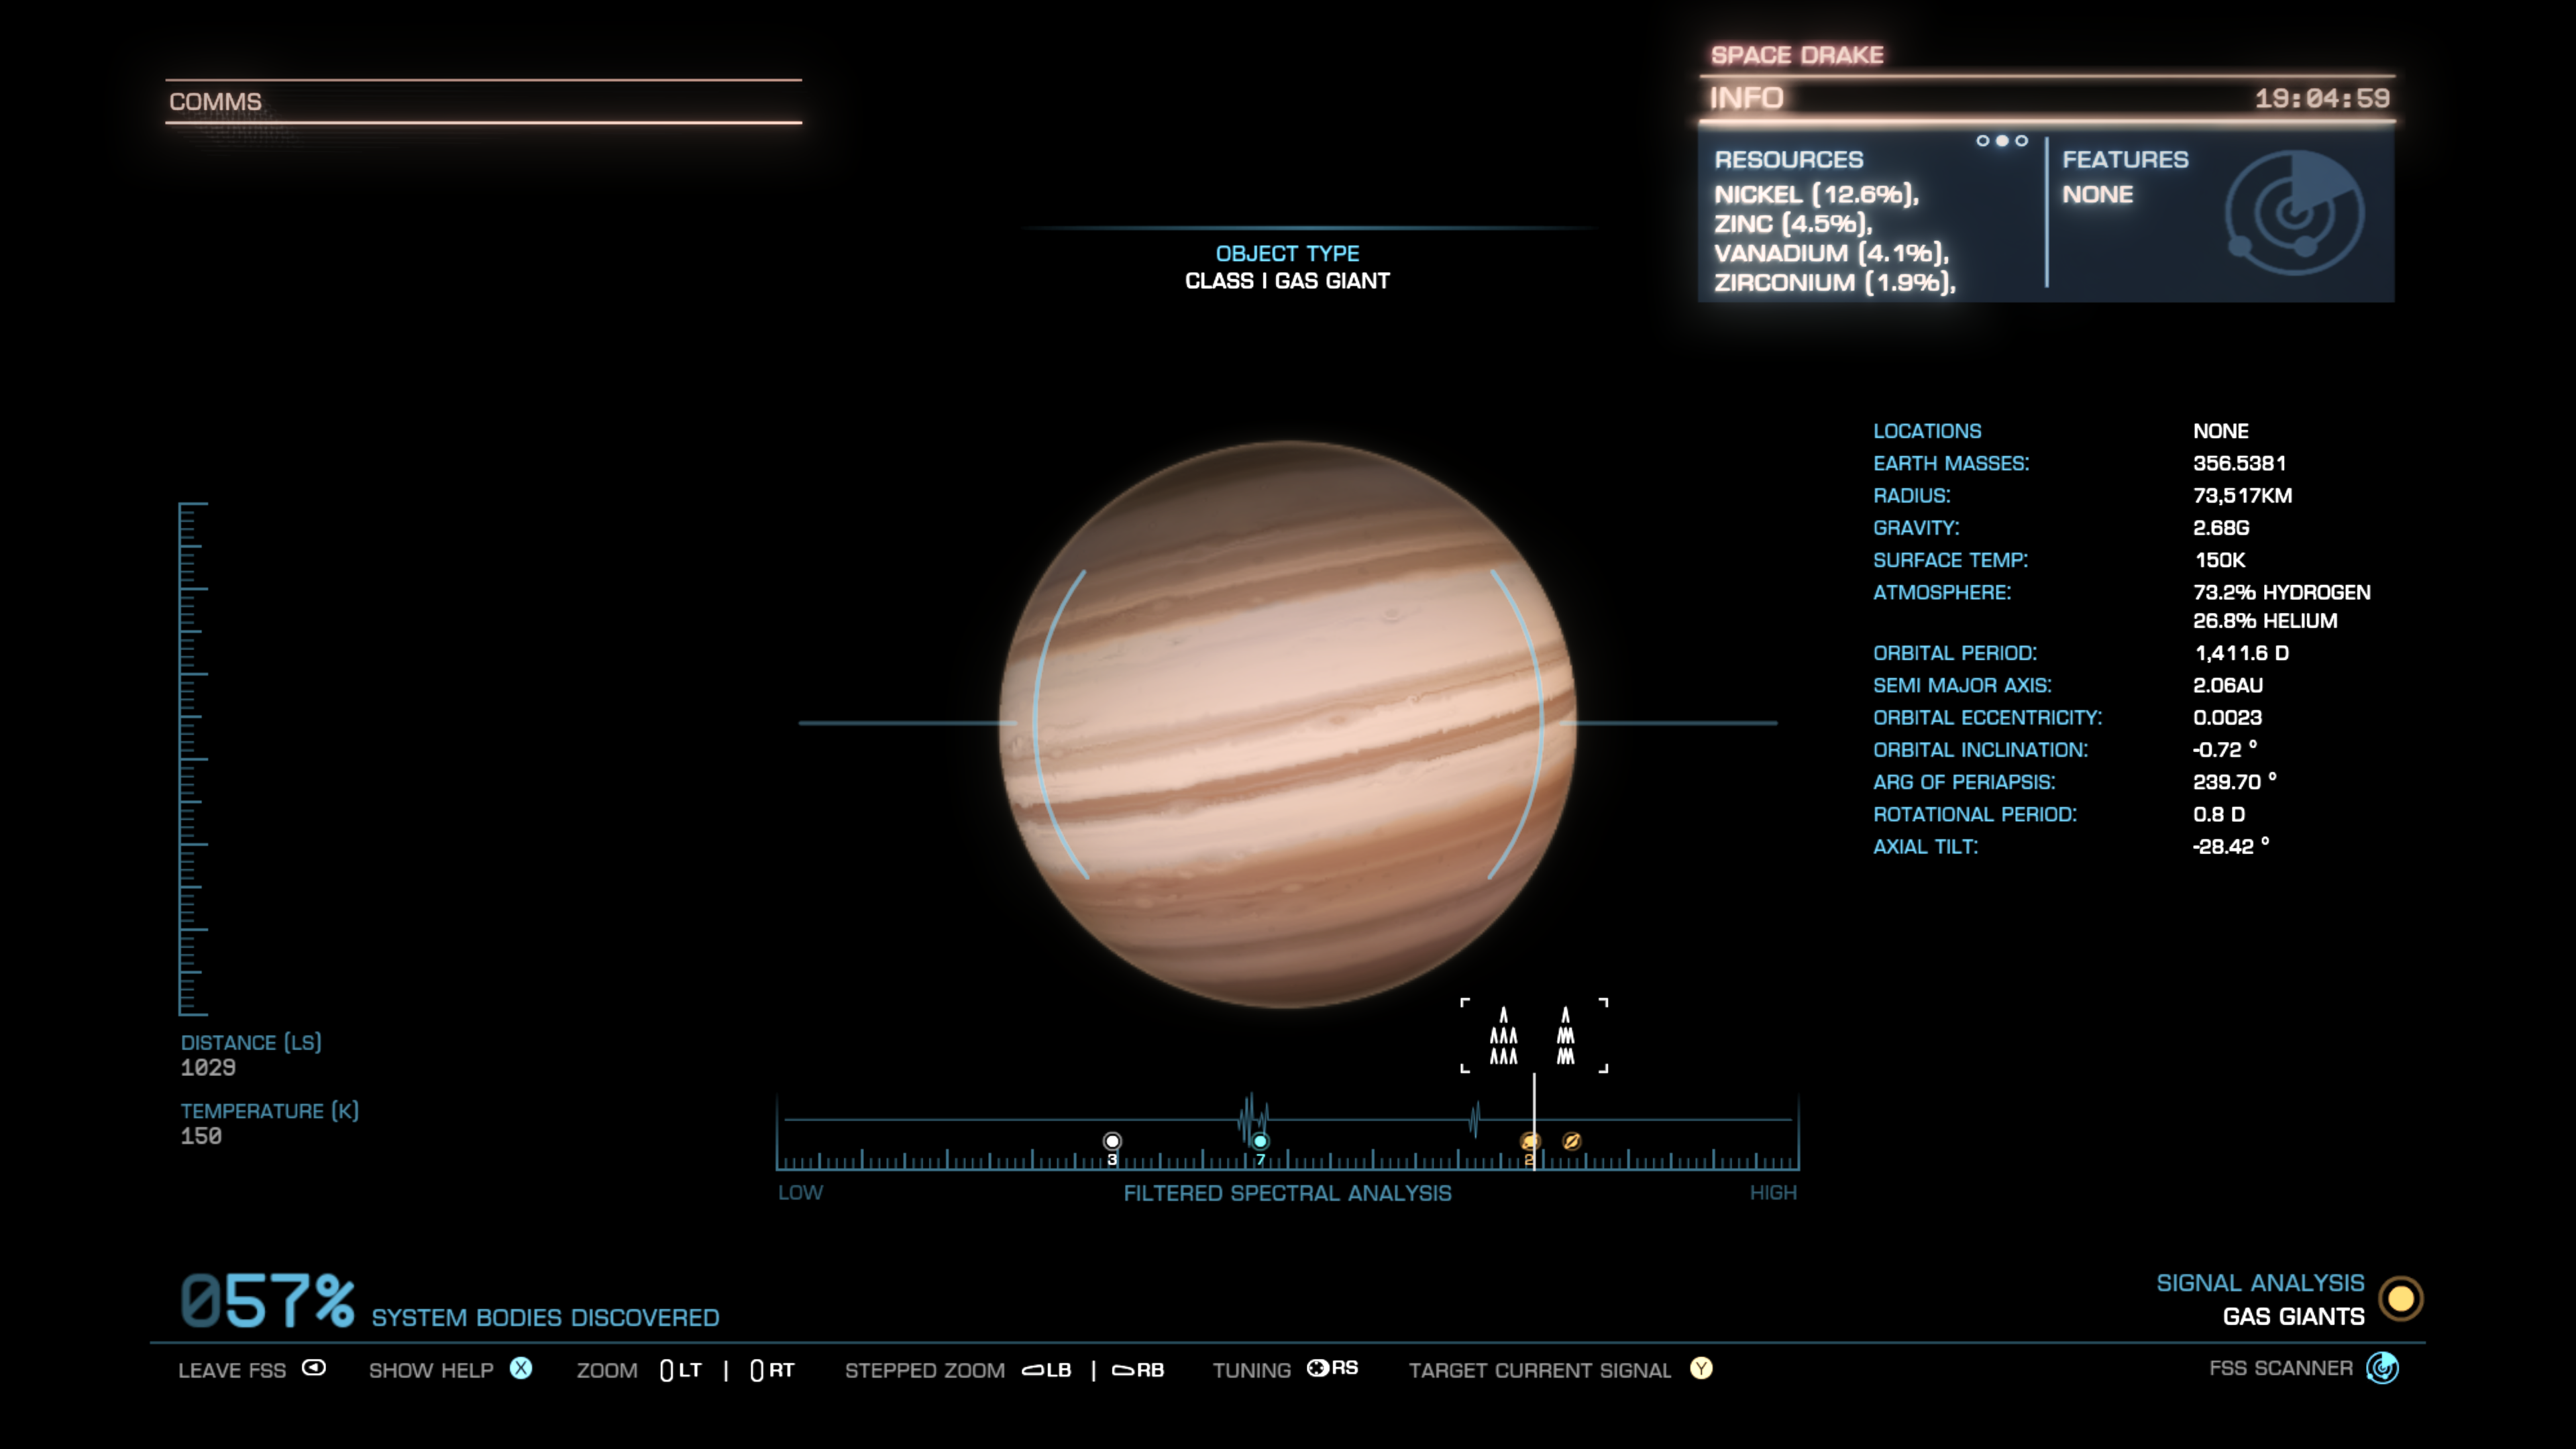 COMMS
SPACE DRAKE
INFO 19:04:59
RESOURCES
NICKEL (12.6%),
ZINC (4.5%),
VANADIUM (4.1%),
ZIRCONIUM (1.9%),
FEATURES
NONE
OBJECT TYPE
CLASS I GAS GIANT
LOCATIONS NONE
EARTH MASSES: 356.5381
RADIUS: 73,517KM
GRAVITY: 2.68G
SURFACE TEMP: 150K
ATMOSPHERE: 73.2% HYDROGEN
26.8% HELIUM
ORBITAL PERIOD: 1,411.6 D
SEMI MAJOR AXIS: 2.06AU
ORBITAL ECCENTRICITY: 0.0023
ORBITAL INCLINATION: -0.72 °
ARG OF PERIAPSIS: 239.70 °
ROTATIONAL PERIOD: 0.8 D
AXIAL TILT: -28.42 °
DISTANCE (LS)
1029
TEMPERATURE (K)
150
3 7 2
LOW FILTERED SPECTRAL ANALYSIS HIGH
057% SYSTEM BODIES DISCOVERED
SIGNAL ANALYSIS
GAS GIANTS
LEAVE FSS SHOW HELP X ZOOM LT | RT STEPPED ZOOM LB | RB TUNING RS TARGET CURRENT SIGNAL Y FSS SCANNER